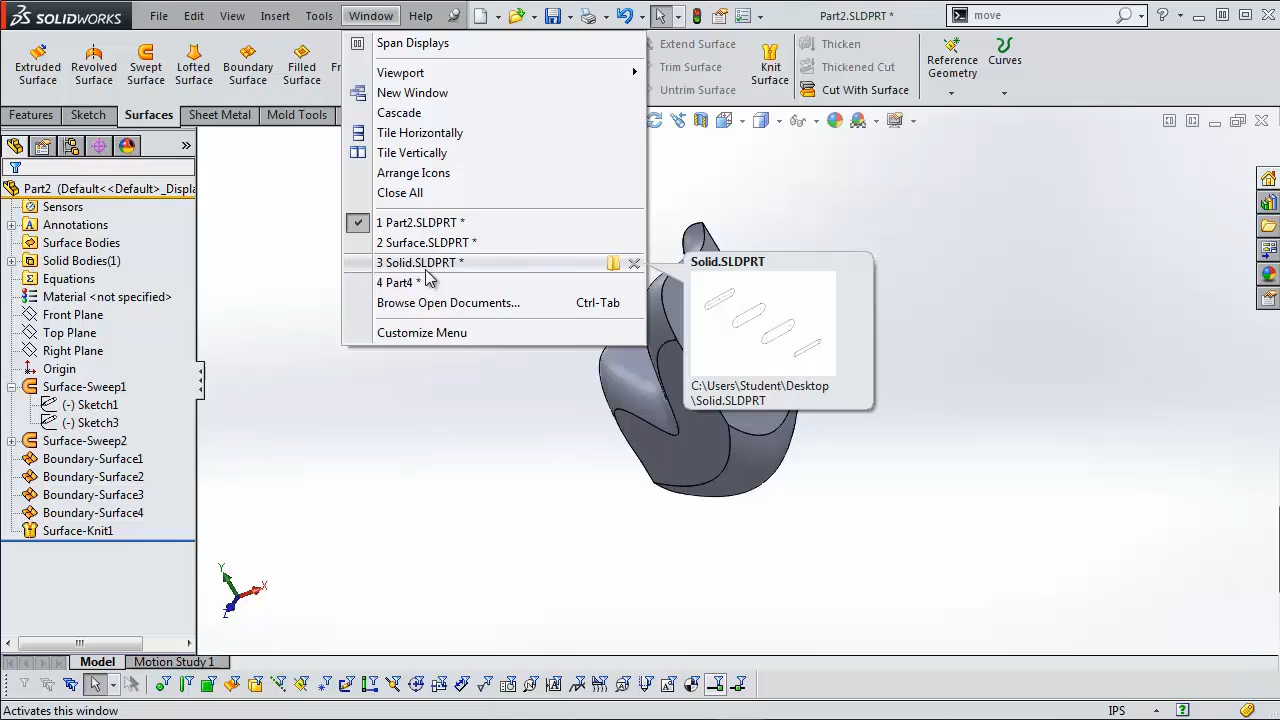 SOLIDWORKS
File Edit View Insert Tools Window Help
Part2.SLDPRT *
move
Extruded Surface
Revolved Surface
Swept Surface
Lofted Surface
Boundary Surface
Filled Surface
Extend Surface
Trim Surface
Untrim Surface
Knit Surface
Thicken
Thickened Cut
Cut With Surface
Reference Geometry
Curves
Features Sketch Surfaces Sheet Metal Mold Tools
Span Displays
Viewport
New Window
Cascade
Tile Horizontally
Tile Vertically
Arrange Icons
Close All
1 Part2.SLDPRT *
2 Surface.SLDPRT *
3 Solid.SLDPRT *
4 Part4 *
Browse Open Documents... Ctrl-Tab
Customize Menu
Solid.SLDPRT
C:\Users\Student\Desktop
\Solid.SLDPRT
Part2 (Default<<Default>_Displa
Sensors
Annotations
Surface Bodies
Solid Bodies(1)
Equations
Material <not specified>
Front Plane
Top Plane
Right Plane
Origin
Surface-Sweep1
(-) Sketch1
(-) Sketch3
Surface-Sweep2
Boundary-Surface1
Boundary-Surface2
Boundary-Surface3
Boundary-Surface4
Surface-Knit1
Y
X
Z
Model Motion Study 1
Activates this window
IPS